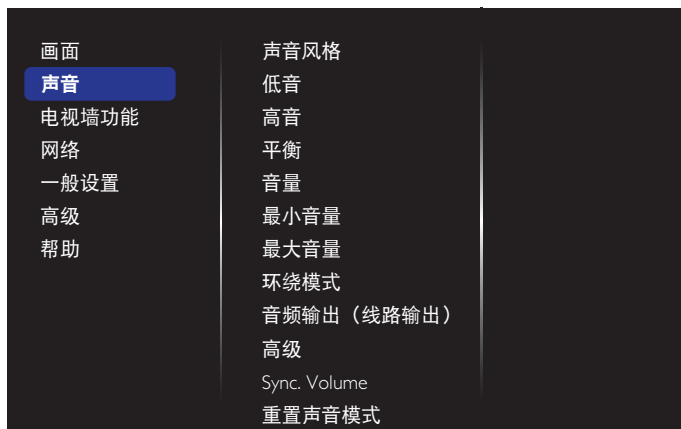 画面
声音
电视墙功能
网络
一般设置
高级
帮助
声音风格
低音
高音
平衡
音量
最小音量
最大音量
环绕模式
音频输出（线路输出）
高级
Sync. Volume
重置声音模式